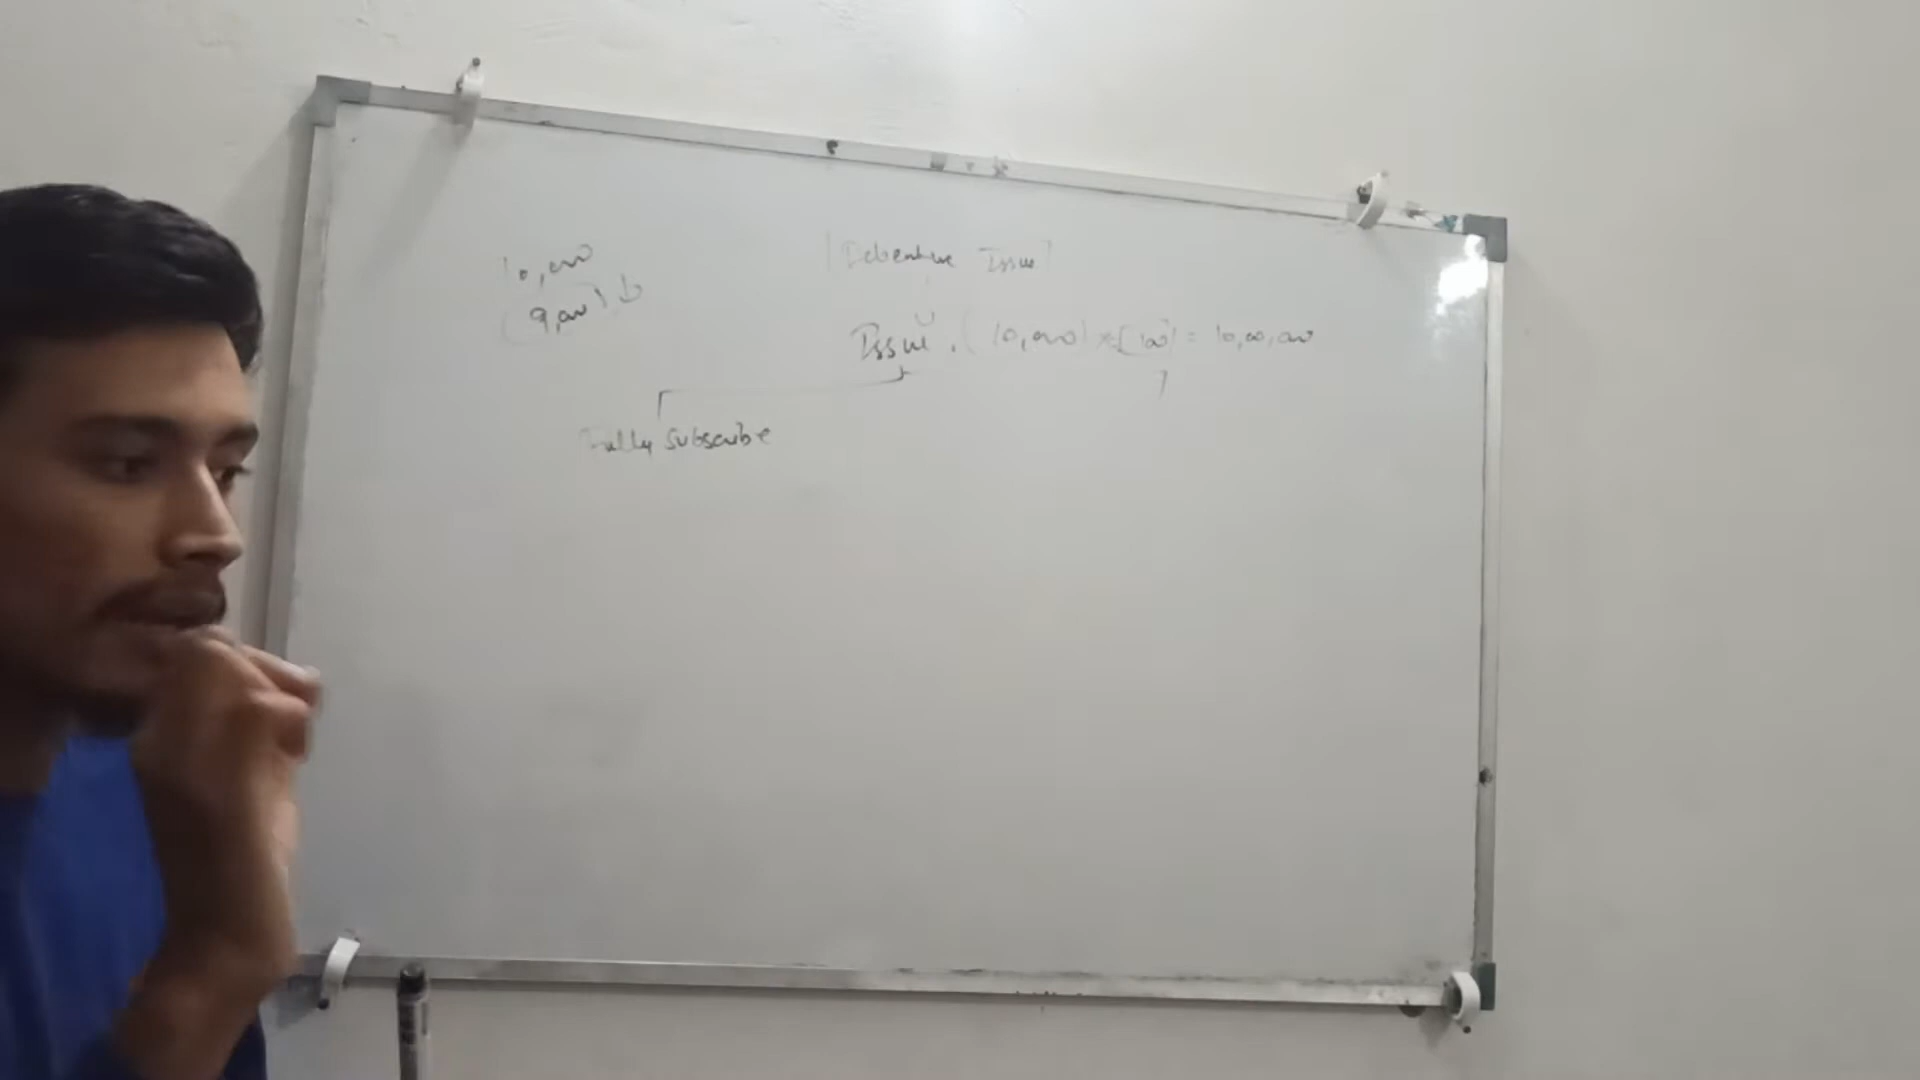 10,000
(9,000) ↓
[Debenture Issue]
Issue. (10,000) × [100] = 10,00,000
Fully Subscribe